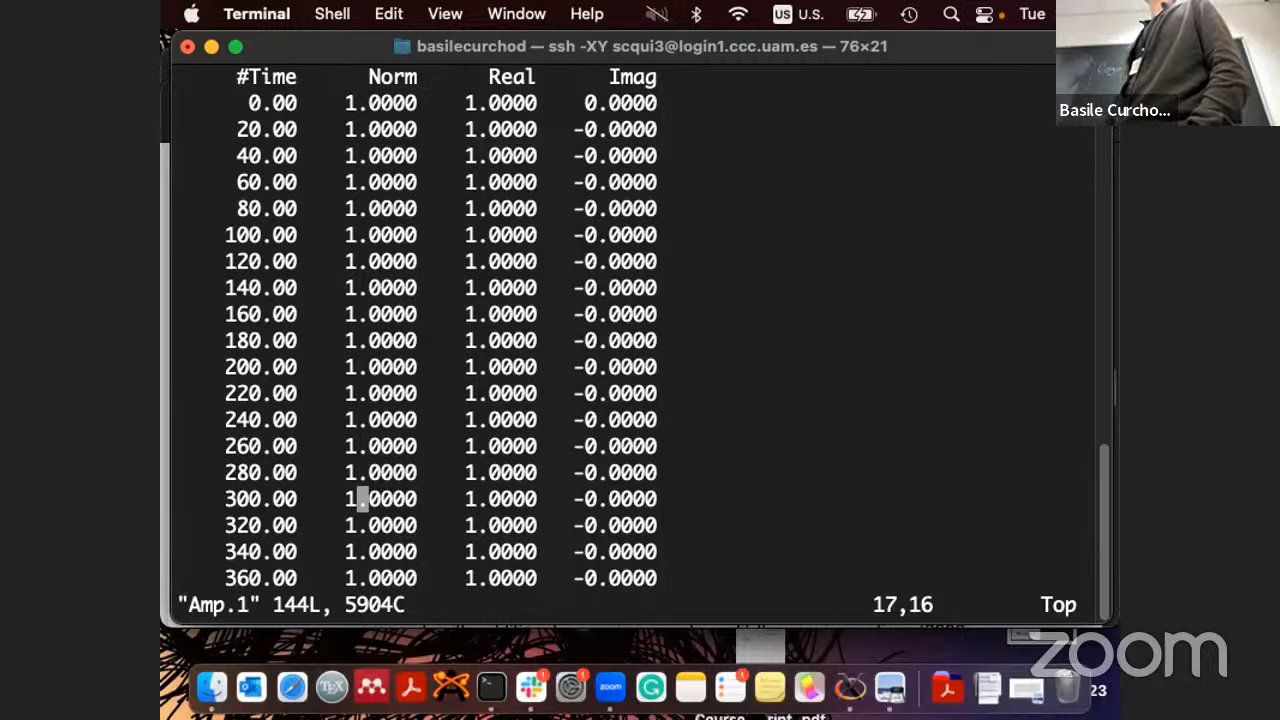 Terminal Shell Edit View Window Help US U.S. Tue
basilecurchod — ssh -XY scqui3@login1.ccc.uam.es — 76×21
Basile Curcho...
#Time Norm Real Imag
0.00 1.0000 1.0000 0.0000
20.00 1.0000 1.0000 -0.0000
40.00 1.0000 1.0000 -0.0000
60.00 1.0000 1.0000 -0.0000
80.00 1.0000 1.0000 -0.0000
100.00 1.0000 1.0000 -0.0000
120.00 1.0000 1.0000 -0.0000
140.00 1.0000 1.0000 -0.0000
160.00 1.0000 1.0000 -0.0000
180.00 1.0000 1.0000 -0.0000
200.00 1.0000 1.0000 -0.0000
220.00 1.0000 1.0000 -0.0000
240.00 1.0000 1.0000 -0.0000
260.00 1.0000 1.0000 -0.0000
280.00 1.0000 1.0000 -0.0000
300.00 1.0000 1.0000 -0.0000
320.00 1.0000 1.0000 -0.0000
340.00 1.0000 1.0000 -0.0000
360.00 1.0000 1.0000 -0.0000
"Amp.1" 144L, 5904C 17,16 Top
zoom
TEX 1 1 zoom 1 23